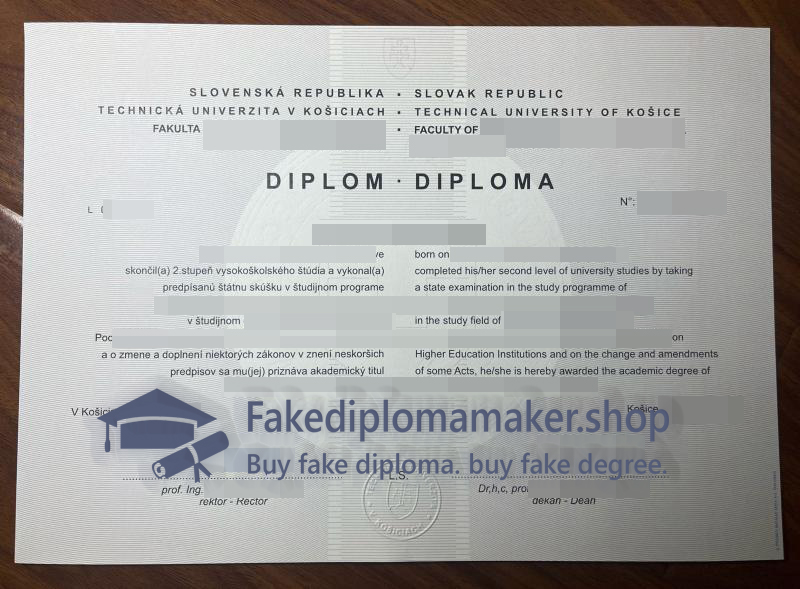 SLOVENSKÁ REPUBLIKA • SLOVAK REPUBLIC
TECHNICKÁ UNIVERZITA V KOŠICIACH • TECHNICAL UNIVERSITY OF KOŠICE
FAKULTA • FACULTY OF
DIPLOM · DIPLOMA
N°:
born on
skončil(a) 2.stupeň vysokoškolského štúdia a vykonal(a) completed his/her second level of university studies by taking
predpísanú štátnu skúšku v študijnom programe a state examination in the study programme of
v študijnom in the study field of
on
a o zmene a doplnení niektorých zákonov v znení neskorších Higher Education Institutions and on the change and amendments
predpisov sa mu(jej) priznáva akademický titul of some Acts, he/she is hereby awarded the academic degree of
V Košiciach Košice
Fakediplomamaker.shop
Buy fake diploma. buy fake degree.
L.S.
prof. Ing. Dr,h,c, prof
rektor - Rector dekan - Dean
V KOŠICIACH